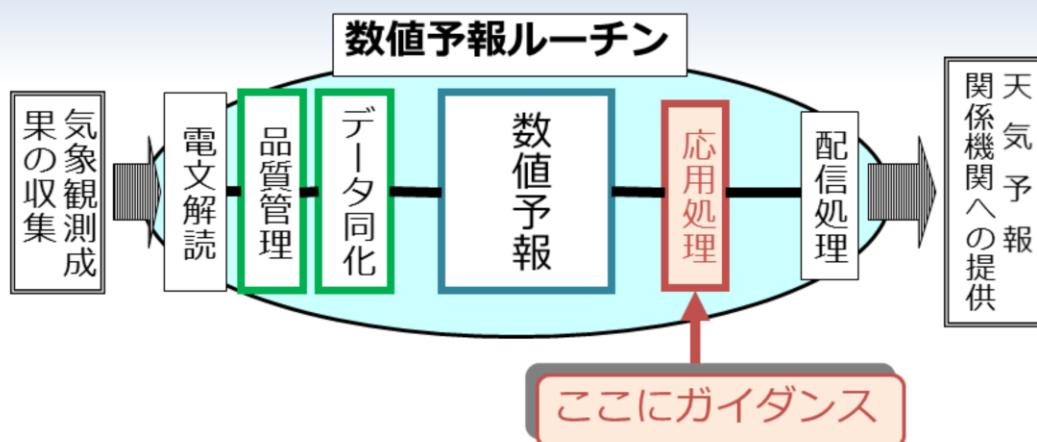 数値予報ルーチン
気象観測成
果の収集
電文解読
品質管理
データ同化
数値予報
応用処理
配信処理
天気予報
関係機関への提供
ここにガイダンス